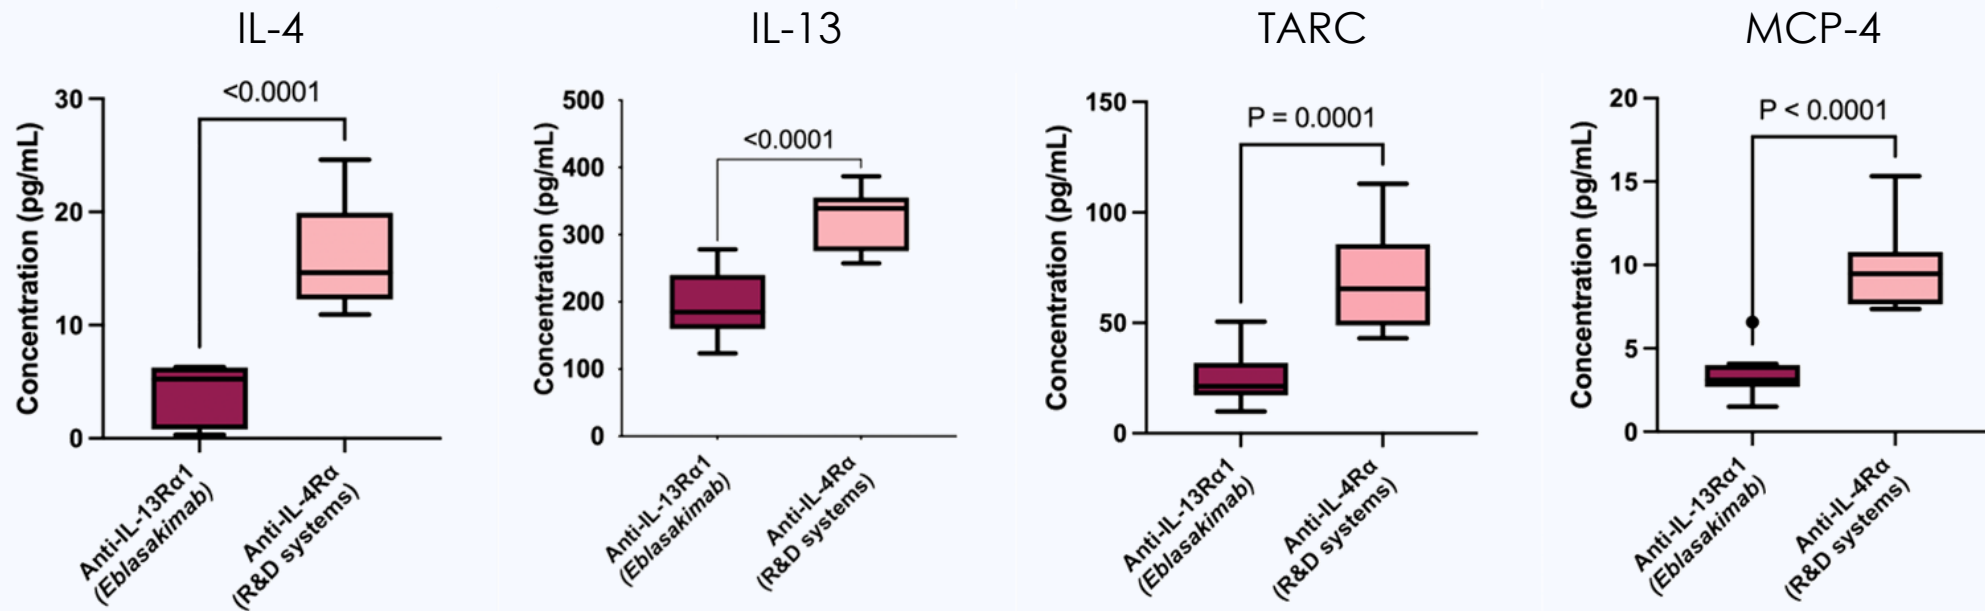 IL-4
<0.0001
Concentration (pg/mL)
30
20
10
0
Anti-IL-13Rα1
(Eblasakimab)
Anti-IL-4Rα
(R&D systems)
IL-13
<0.0001
Concentration (pg/mL)
500
400
300
200
100
0
Anti-IL-13Rα1
(Eblasakimab)
Anti-IL-4Rα
(R&D systems)
TARC
P = 0.0001
Concentration (pg/mL)
150
100
50
0
Anti-IL-13Rα1
(Eblasakimab)
Anti-IL-4Rα
(R&D systems)
MCP-4
P < 0.0001
Concentration (pg/mL)
20
15
10
5
0
Anti-IL-13Rα1
(Eblasakimab)
Anti-IL-4Rα
(R&D systems)